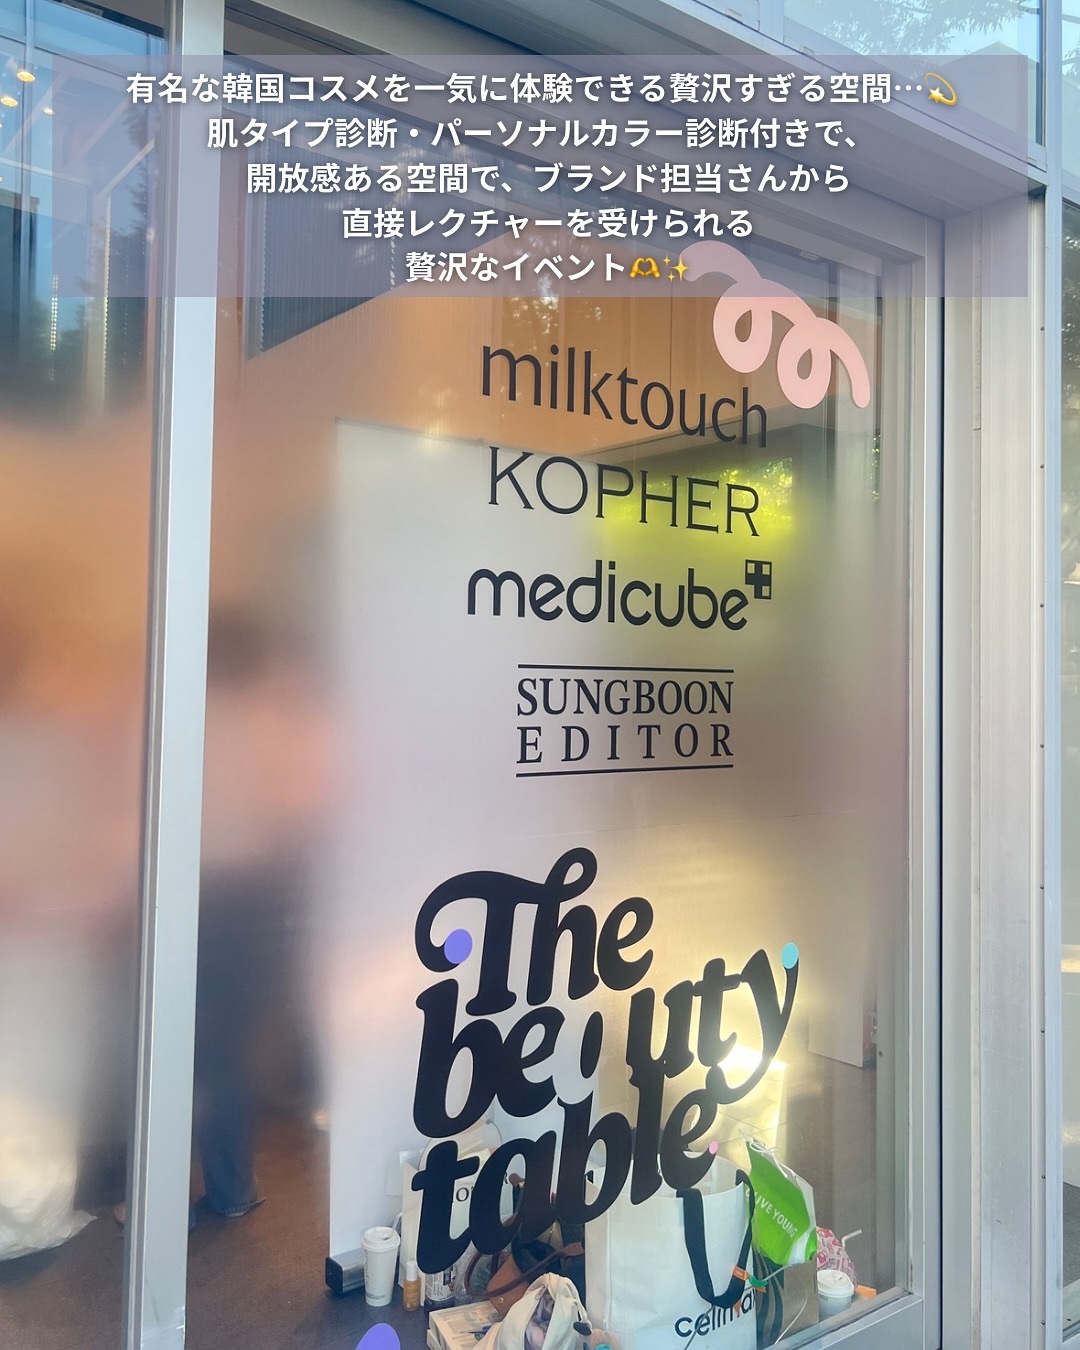 有名な韓国コスメを一気に体験できる贅沢すぎる空間…💫
肌タイプ診断・パーソナルカラー診断付きで、
開放感ある空間で、ブランド担当さんから
直接レクチャーを受けられる
贅沢なイベント🫶✨
milktouch
KOPHER
medicube
SUNGBOON
EDITOR
The
beauty
table
LIVE YOUNG
celimax